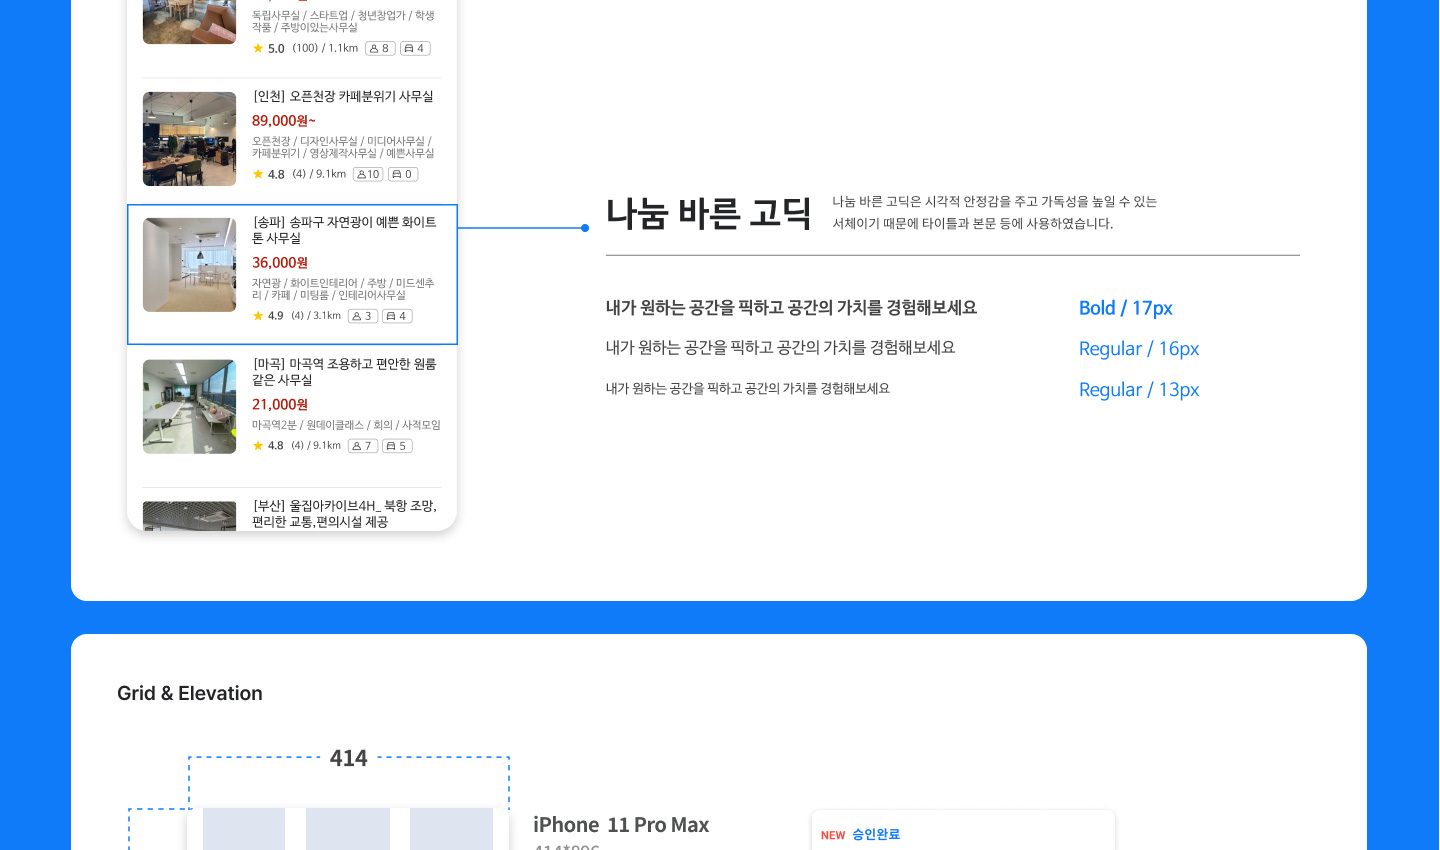 독립사무실 / 스타트업 / 청년창업가 / 학생
작품 / 주방이있는사무실
5.0 (100) / 1.1km 8 4
[인천] 오픈천장 카페분위기 사무실
89,000원~
오픈천장 / 디자인사무실 / 미디어사무실 /
카페분위기 / 영상제작사무실 / 예쁜사무실
4.8 (4) / 9.1km 10 0
[송파] 송파구 자연광이 예쁜 화이트
톤 사무실
36,000원
자연광 / 화이트인테리어 / 주방 / 미드센추
리 / 카페 / 미팅룸 / 인테리어사무실
4.9 (4) / 3.1km 3 4
[마곡] 마곡역 조용하고 편안한 원룸
같은 사무실
21,000원
마곡역2분 / 원데이클래스 / 회의 / 사적모임
4.8 (4) / 9.1km 7 5
[부산] 울집아카이브4H_ 북항 조망,
편리한 교통,편의시설 제공
나눔 바른 고딕
나눔 바른 고딕은 시각적 안정감을 주고 가독성을 높일 수 있는
서체이기 때문에 타이틀과 본문 등에 사용하였습니다.
내가 원하는 공간을 픽하고 공간의 가치를 경험해보세요 Bold / 17px
내가 원하는 공간을 픽하고 공간의 가치를 경험해보세요 Regular / 16px
내가 원하는 공간을 픽하고 공간의 가치를 경험해보세요 Regular / 13px
Grid & Elevation
414
iPhone 11 Pro Max
NEW 승인완료